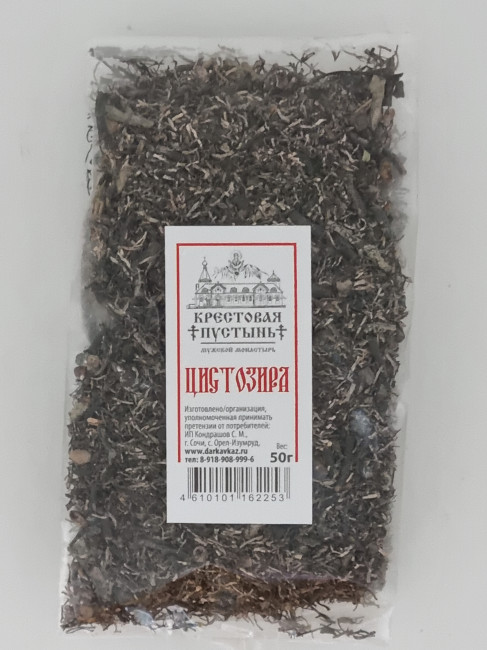 КРЕСТОВАЯ
ПУСТЫНЬ
МУЖСКОЙ МОНАСТЫРЬ
ЦИСТОЗИРА
Изготовлено/организация,
уполномоченная принимать
претензии от потребителей:
ИП Кондрашов С. М.,
г. Сочи, с. Орел-Изумруд,
www.darkavkaz.ru
тел: 8-918-908-999-6
Вес:
50г
4 610101 162253